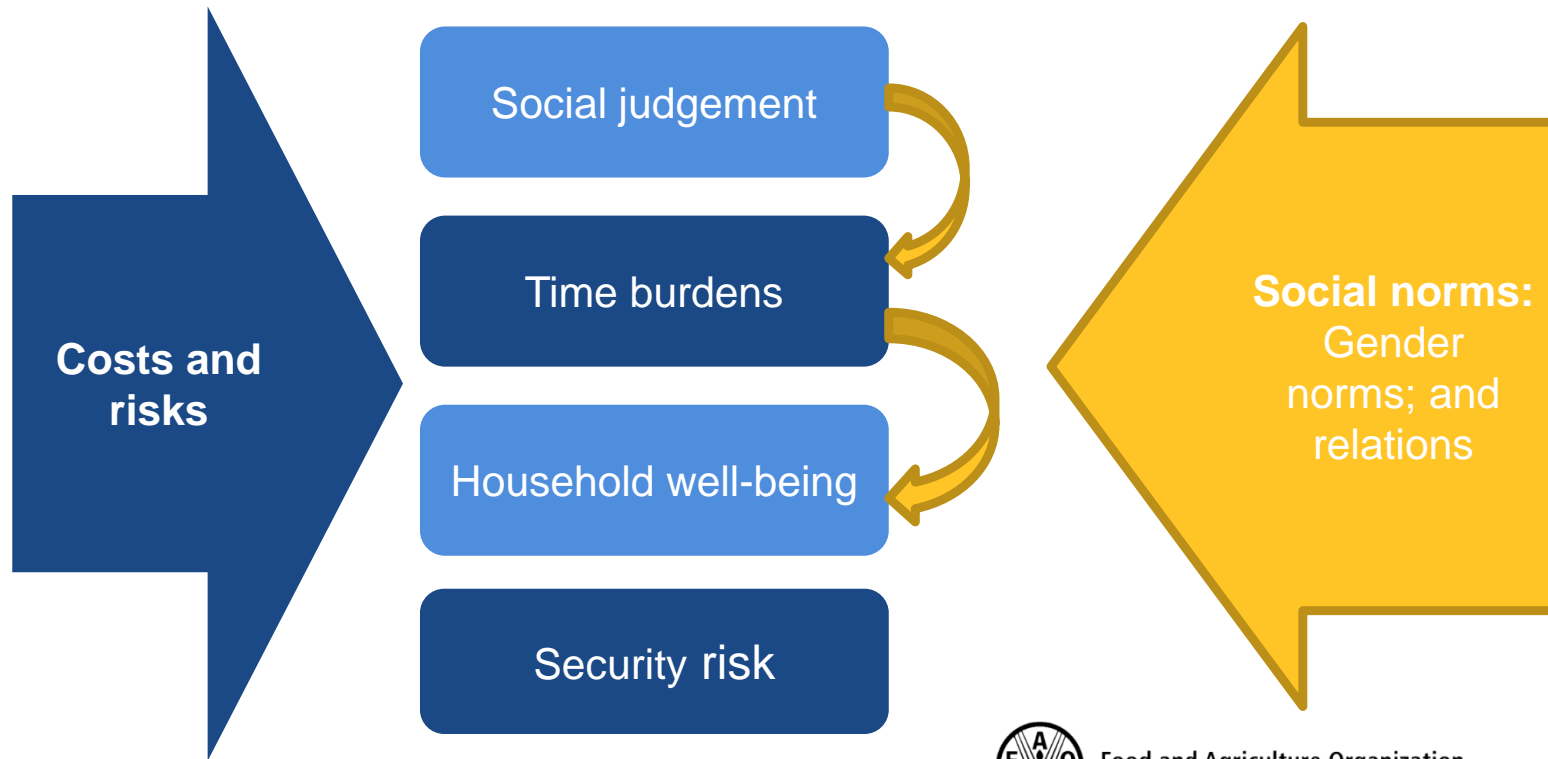 Social judgement
Time burdens
Costs and
risks
Household well-being
Security risk
Social norms:
Gender
norms; and
relations
Food and Agriculture Organization